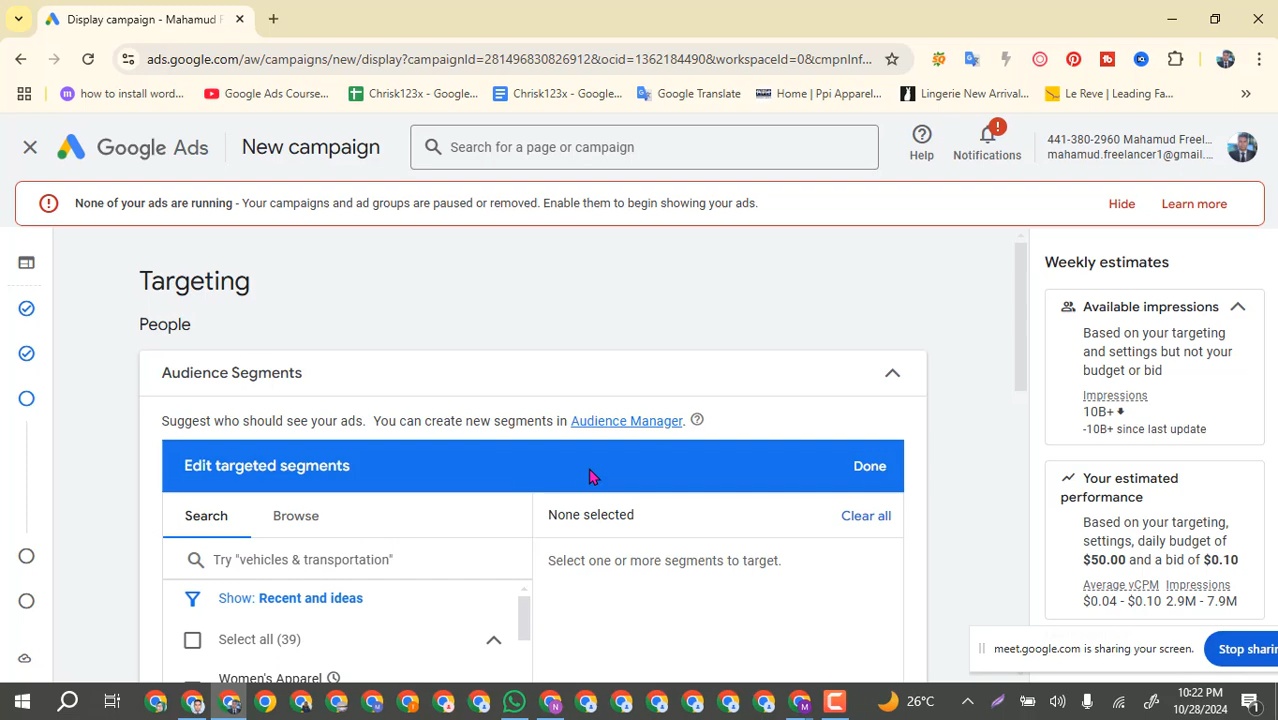 Display campaign - Mahamud F
ads.google.com/aw/campaigns/new/display?campaignId=281496830826912&ocid=1362184490&workspaceId=0&cmpnInf...
how to install word...
Google Ads Course...
Chrisk123x - Google...
Chrisk123x - Google...
Google Translate
Home | Ppi Apparel...
Lingerie New Arrival...
Le Reve | Leading Fa...
Google Ads
New campaign
Search for a page or campaign
Help
Notifications
441-380-2960 Mahamud Freel...
mahamud.freelancer1@gmail....
None of your ads are running - Your campaigns and ad groups are paused or removed. Enable them to begin showing your ads.
Hide
Learn more
Targeting
People
Audience Segments
Suggest who should see your ads. You can create new segments in Audience Manager.
Edit targeted segments
Done
Search
Browse
None selected
Clear all
Try "vehicles & transportation"
Select one or more segments to target.
Show: Recent and ideas
Select all (39)
Women's Apparel
Weekly estimates
Available impressions
Based on your targeting
and settings but not your
budget or bid
Impressions
10B+
-10B+ since last update
Your estimated
performance
Based on your targeting,
settings, daily budget of
$50.00 and a bid of $0.10
Average vCPM Impressions
$0.04 - $0.10 2.9M - 7.9M
meet.google.com is sharing your screen.
Stop sharin
26°C
10:22 PM
10/28/2024